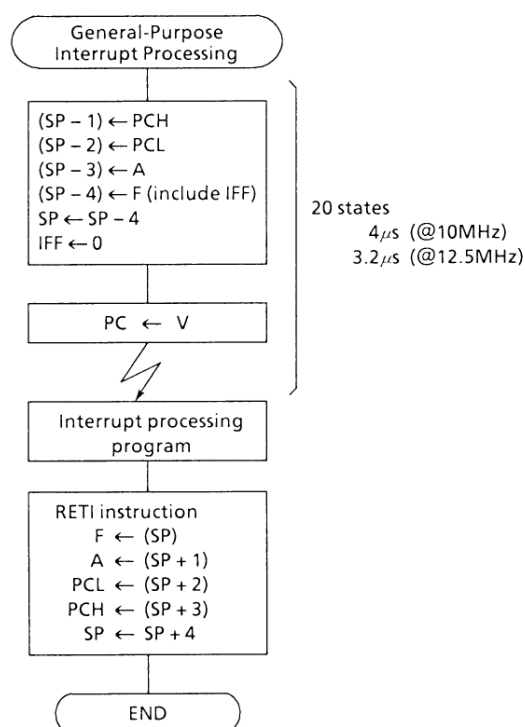 General-Purpose
Interrupt Processing
(SP – 1) ← PCH
(SP – 2) ← PCL
(SP – 3) ← A
(SP – 4) ← F (include IFF)
SP ← SP – 4
IFF ← 0
20 states
4μs (@10MHz)
3.2μs (@12.5MHz)
PC ← V
Interrupt processing
program
RETI instruction
F ← (SP)
A ← (SP + 1)
PCL ← (SP + 2)
PCH ← (SP + 3)
SP ← SP + 4
END